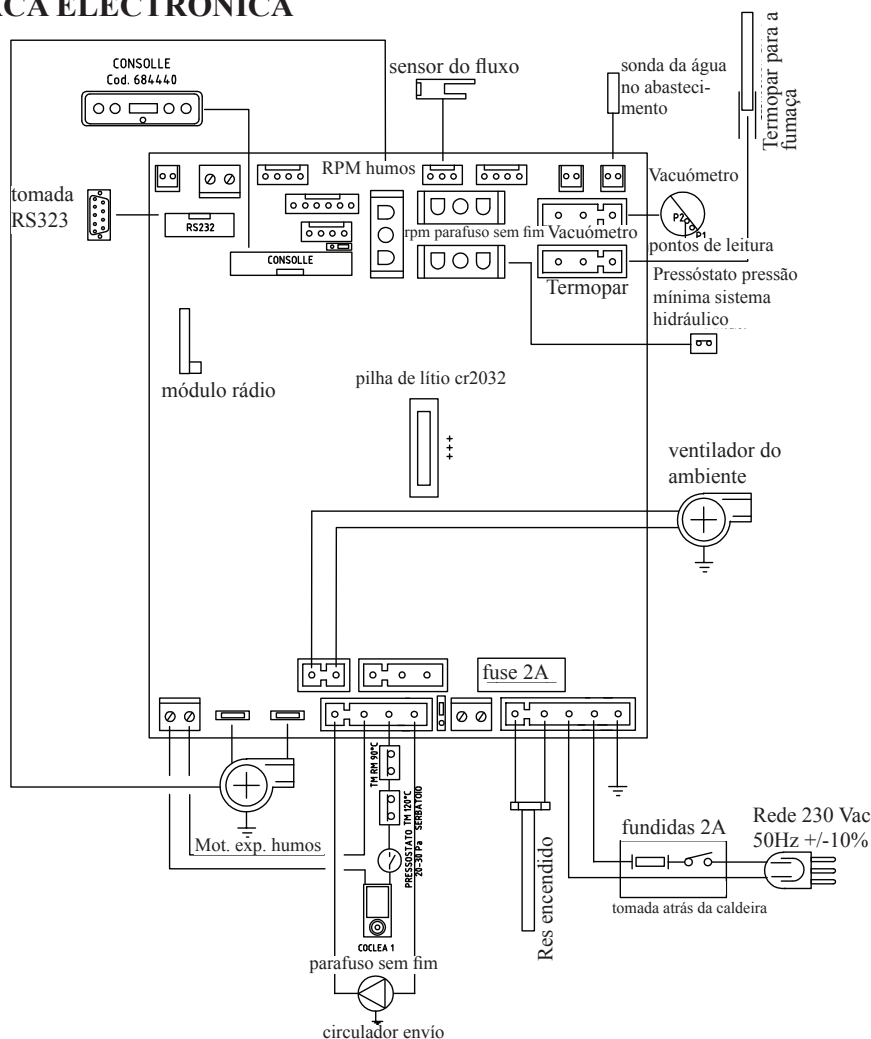 ACA ELECTRÓNICA
CONSOLLE
Cod. 684440
sensor do fluxo
sonda da água
no abasteci-
mento
Termopar para a
fumaça
tomada
RS323
RS232
RPM humos
CONSOLLE
rpm parafuso sem fim
Vacuómetro
Termopar
Vacuómetro
P2
P1
pontos de leitura
Pressóstato pressão
mínima sistema
hidráulico
módulo rádio
pilha de lítio cr2032
+++
ventilador do
ambiente
fuse 2A
TM RM 90°C
TM 120°C
SERBATOIO
PRESSOSTATO
20-30 Pa
Mot. exp. humos
COCLEA 1
parafuso sem fim
circulador envío
Res encendido
fundidas 2A
tomada atrás da caldeira
Rede 230 Vac
50Hz +/-10%